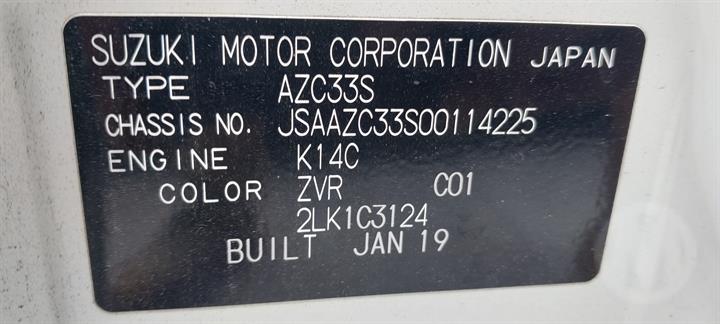 SUZUKI MOTOR CORPORATION JAPAN
TYPE AZC33S
CHASSIS NO. JSAAZC33S00114225
ENGINE K14C
COLOR ZVR C01
2LK1C3124
BUILT JAN 19